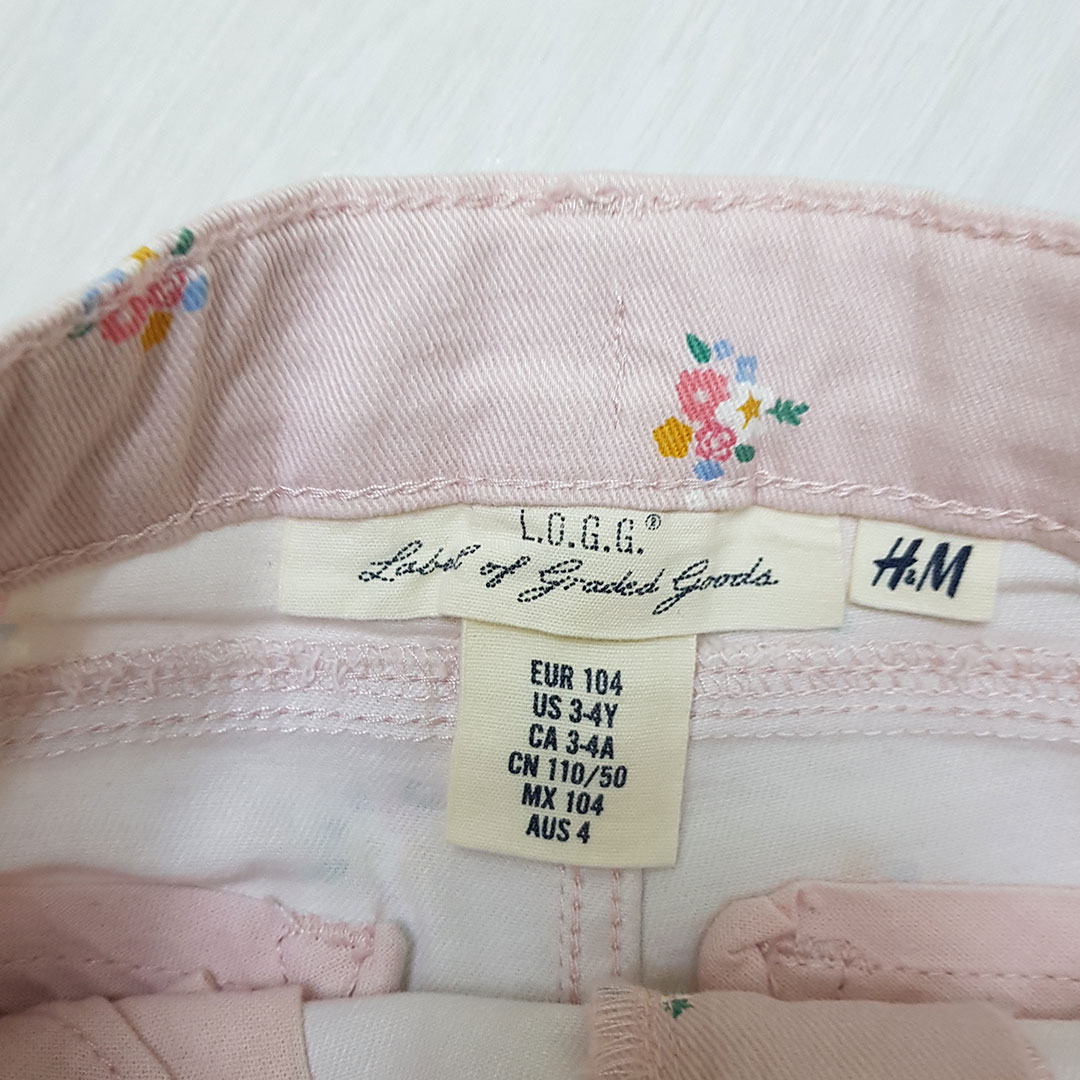 L.O.G.G.®
Label of Graded Goods
H&M
EUR 104
US 3-4Y
CA 3-4A
CN 110/50
MX 104
AUS 4